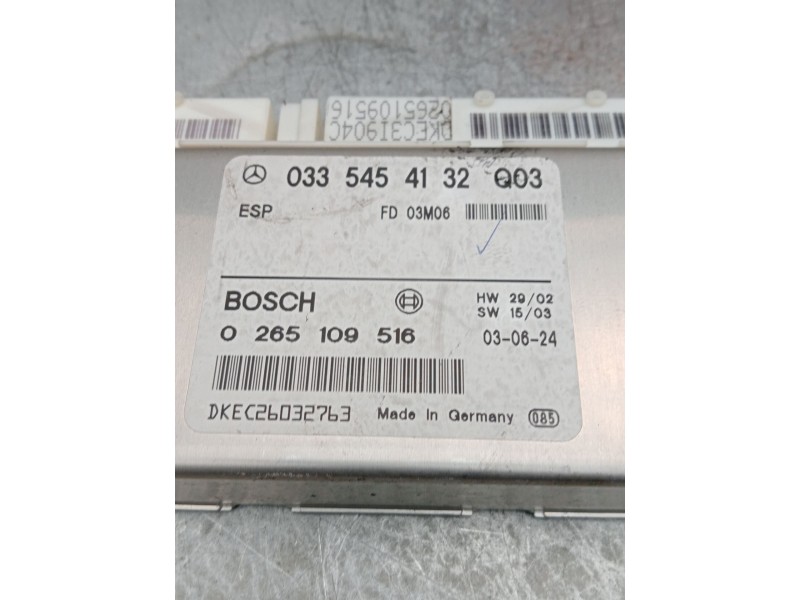 0265109516
DKEC3I904C
033 545 41 32 Q03
ESP FD 03M06
BOSCH HW 29/02
SW 15/03
0 265 109 516 03-06-24
DKEC26032763 Made in Germany 085